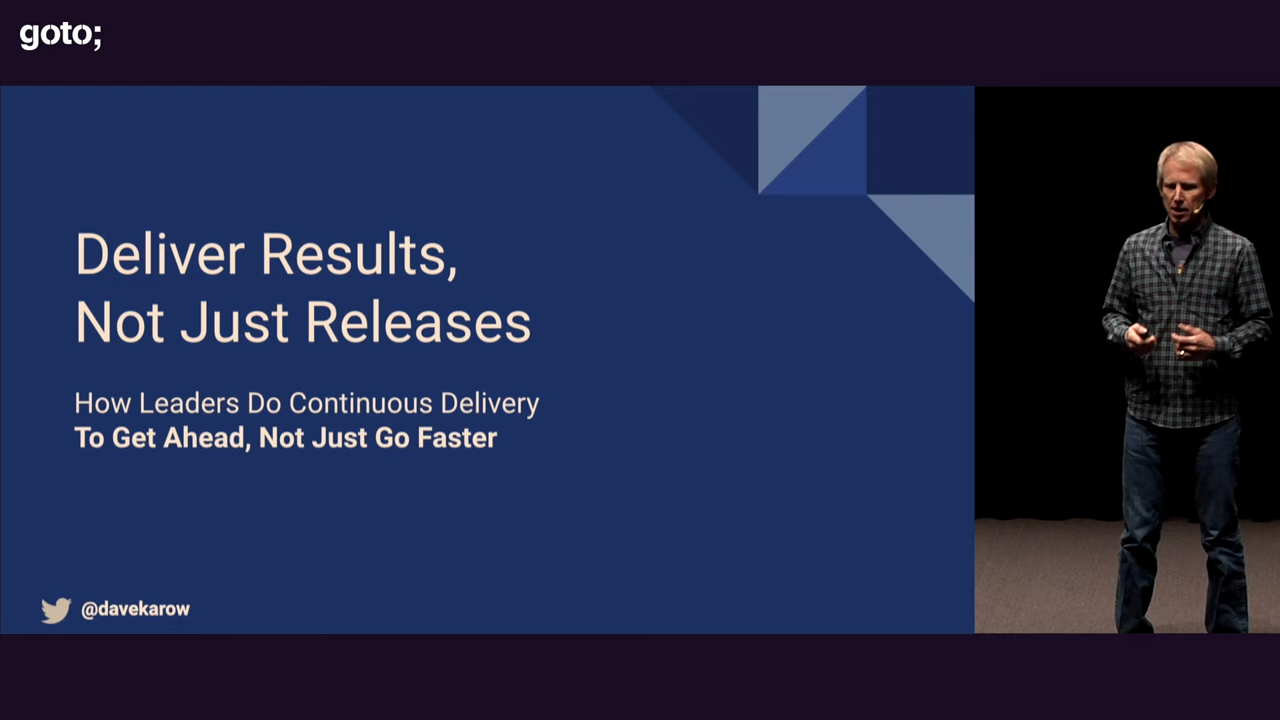 goto;
Deliver Results,
Not Just Releases
How Leaders Do Continuous Delivery
To Get Ahead, Not Just Go Faster
@davekarow